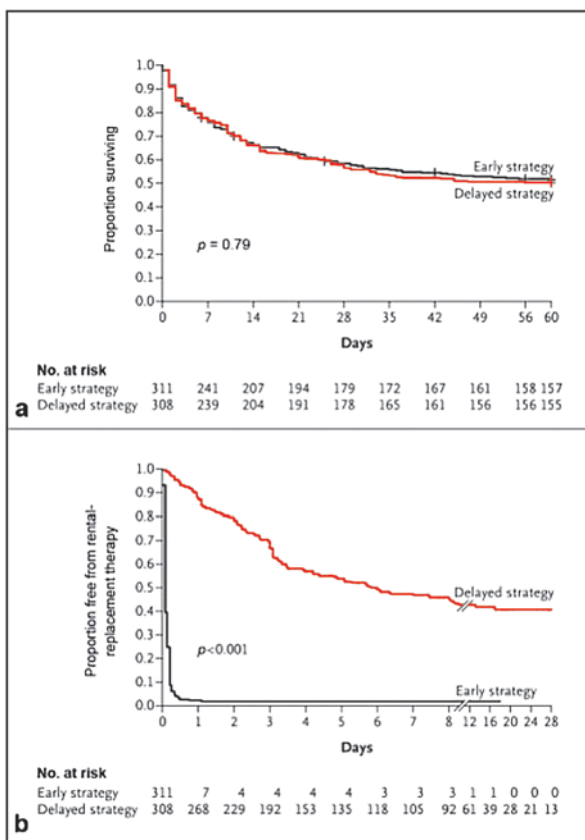 1.0
0.9
0.8
0.7
0.6
0.5
0.4
0.3
0.2
0.1
0.0
Proportion surviving
Early strategy
Delayed strategy
p = 0.79
0 7 14 21 28 35 42 49 56 60
Days
No. at risk
Early strategy 311 241 207 194 179 172 167 161 158 157
Delayed strategy 308 239 204 191 178 165 161 156 156 155
a
1.0
0.9
0.8
0.7
0.6
0.5
0.4
0.3
0.2
0.1
0.0
Proportion free from rental-
replacement therapy
Delayed strategy
p<0.001
Early strategy
0 1 2 3 4 5 6 7 8 12 16 20 24 28
Days
No. at risk
Early strategy 311 7 4 4 4 4 3 3 3 1 1 0 0 0
Delayed strategy 308 268 229 192 153 135 118 105 92 61 39 28 21 13
b